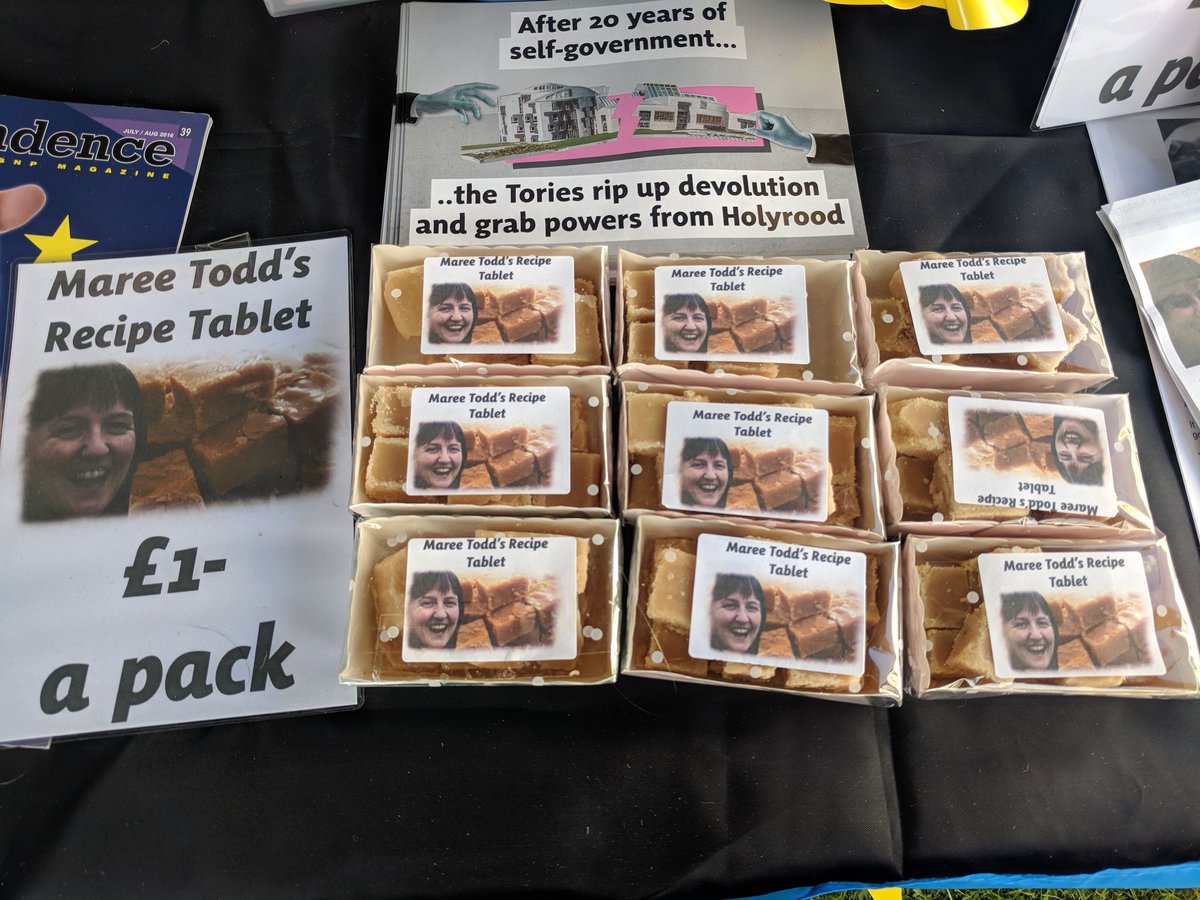 After 20 years of
self-government...
..the Tories rip up devolution
and grab powers from Holyrood
JULY / AUG 2016 39
ndence
SNP MAGAZINE
a pa
Maree Todd's
Recipe Tablet
£1-
a pack
Maree Todd's Recipe
Tablet
Maree Todd's Recipe
Tablet
Maree Todd's Recipe
Tablet
Maree Todd's Recipe
Tablet
Maree Todd's Recipe
Tablet
Maree Todd's Recipe
Tablet
Maree Todd's Recipe
Tablet
Maree Todd's Recipe
Tablet
Maree Todd's Recipe
Tablet